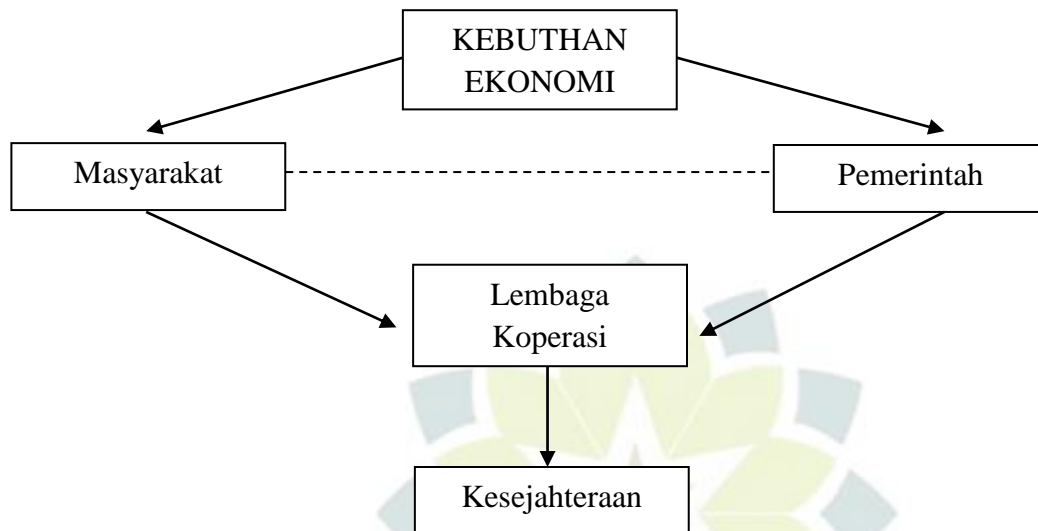 KEBUTHAN
EKONOMI
Masyarakat
Pemerintah
Lembaga
Koperasi
Kesejahteraan